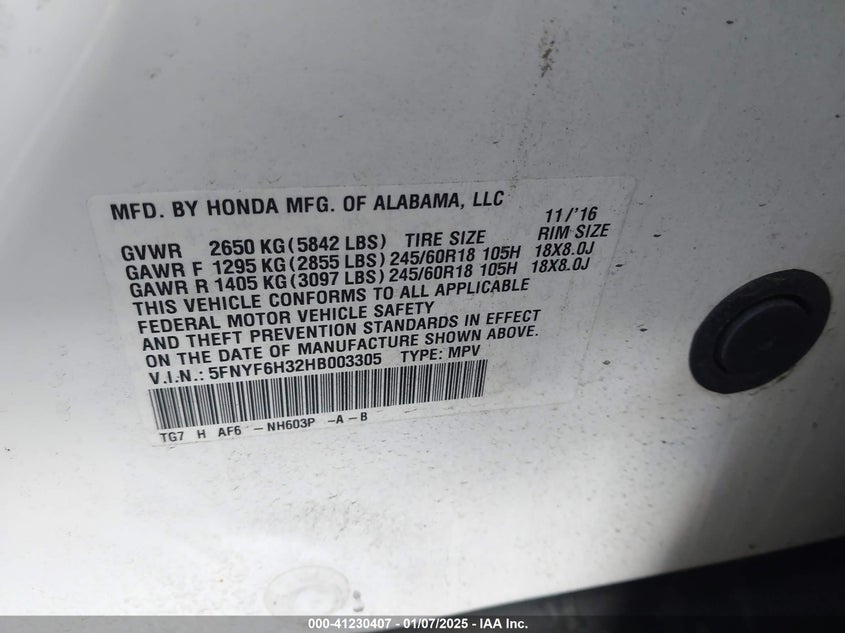 MFD. BY HONDA MFG. OF ALABAMA, LLC 11/'16
GVWR 2650 KG(5842 LBS) TIRE SIZE RIM SIZE
GAWR F 1295 KG(2855 LBS) 245/60R18 105H 18X8.0J
GAWR R 1405 KG(3097 LBS) 245/60R18 105H 18X8.0J
THIS VEHICLE CONFORMS TO ALL APPLICABLE
FEDERAL MOTOR VEHICLE SAFETY
AND THEFT PREVENTION STANDARDS IN EFFECT
ON THE DATE OF MANUFACTURE SHOWN ABOVE.
V.I.N.: 5FNYF6H32HB003305 TYPE: MPV
TG7 H AF6 -NH603P -A-B
000-41230407 - 01/07/2025 - IAA Inc.